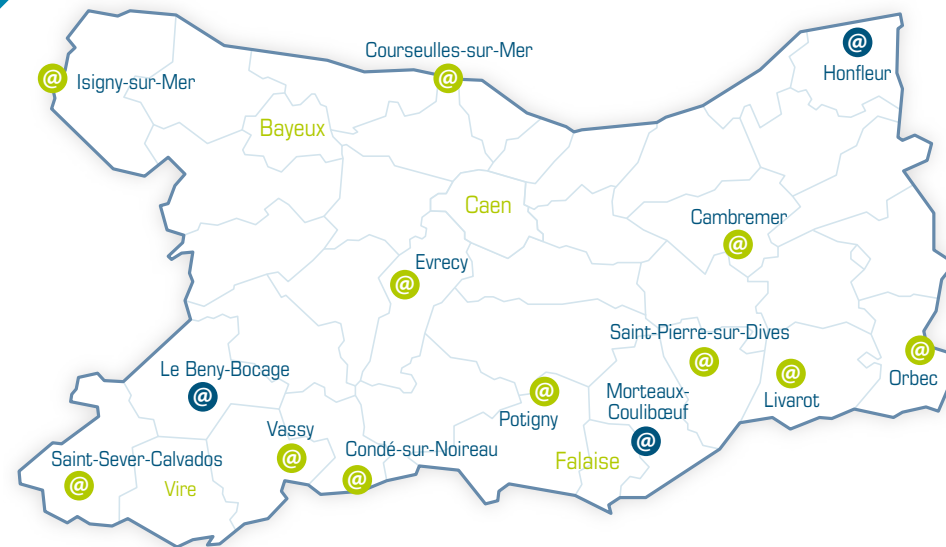 Courseulles-sur-Mer
@
Honfleur
@
Isigny-sur-Mer
@
Bayeux
Caen
Cambremer
@
Evrecy
@
Saint-Pierre-sur-Dives
@
Le Beny-Bocage
@
Orbec
@
Livarot
@
Morteaux-
Coulibœuf
@
Potigny
@
Vassy
@
Condé-sur-Noireau
@
Falaise
Saint-Sever-Calvados
@
Vire